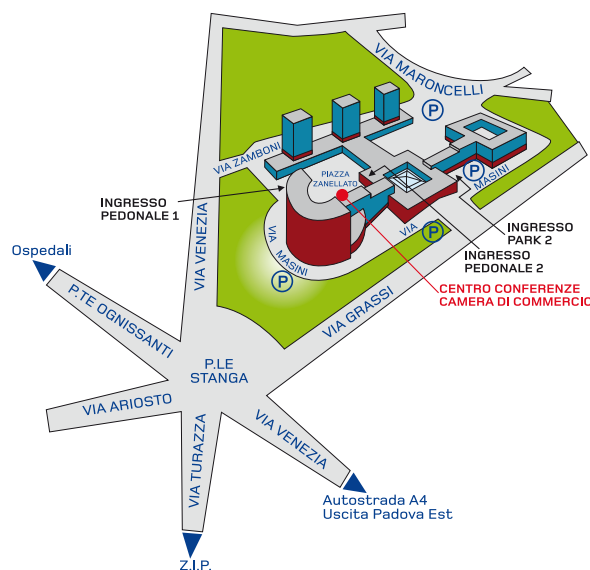 VIA MARONCELLI
P
VIA ZAMBONI
PIAZZA
ZANELLATO
P
MASINI
INGRESSO
PEDONALE 1
VIA VENEZIA
VIA
MASINI
P
VIA
P
INGRESSO
PARK 2
INGRESSO
PEDONALE 2
CENTRO CONFERENZE
CAMERA DI COMMERCIO
VIA GRASSI
Ospedali
P.TE OGNISSANTI
P.LE
STANGA
VIA ARIOSTO
VIA TURAZZA
VIA VENEZIA
Autostrada A4
Uscita Padova Est
Z.I.P.